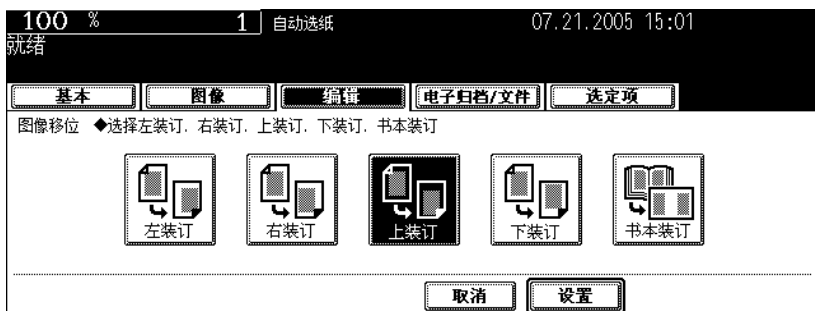 100 % 1 自动选纸 07.21.2005 15:01
就绪
基本 图像 编辑 电子归档/文件 选定项
图像移位 ◆选择左装订, 右装订, 上装订, 下装订, 书本装订
左装订 右装订 上装订 下装订 书本装订
取消 设置